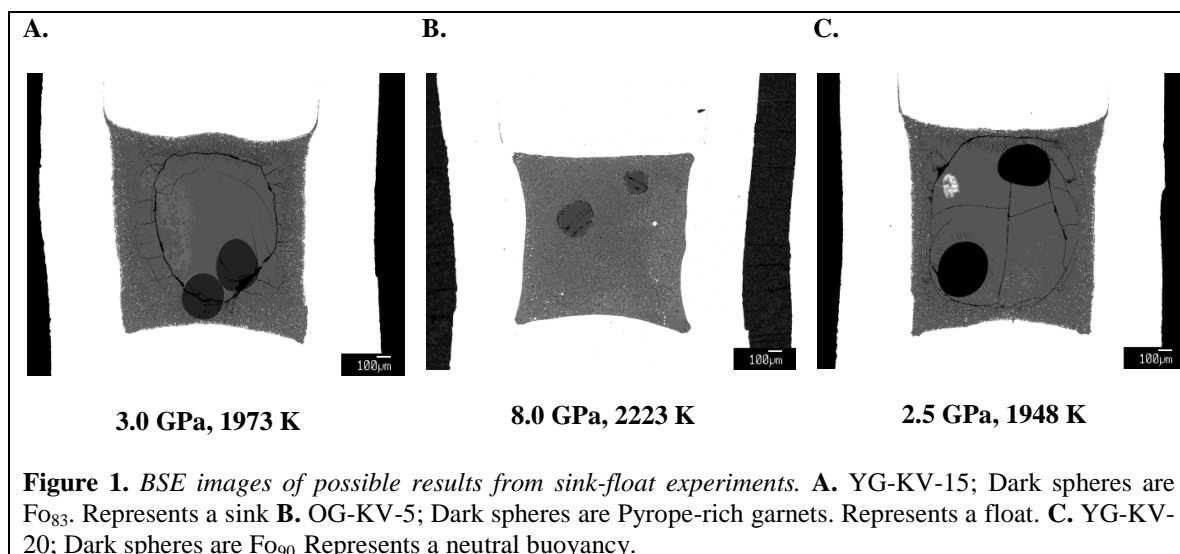 A.
B.
C.
100µm
100µm
100µm
3.0 GPa, 1973 K
8.0 GPa, 2223 K
2.5 GPa, 1948 K
Figure 1. BSE images of possible results from sink-float experiments. A. YG-KV-15; Dark spheres are
Fo83. Represents a sink B. OG-KV-5; Dark spheres are Pyrope-rich garnets. Represents a float. C. YG-KV-
20; Dark spheres are Fo90 Represents a neutral buoyancy.